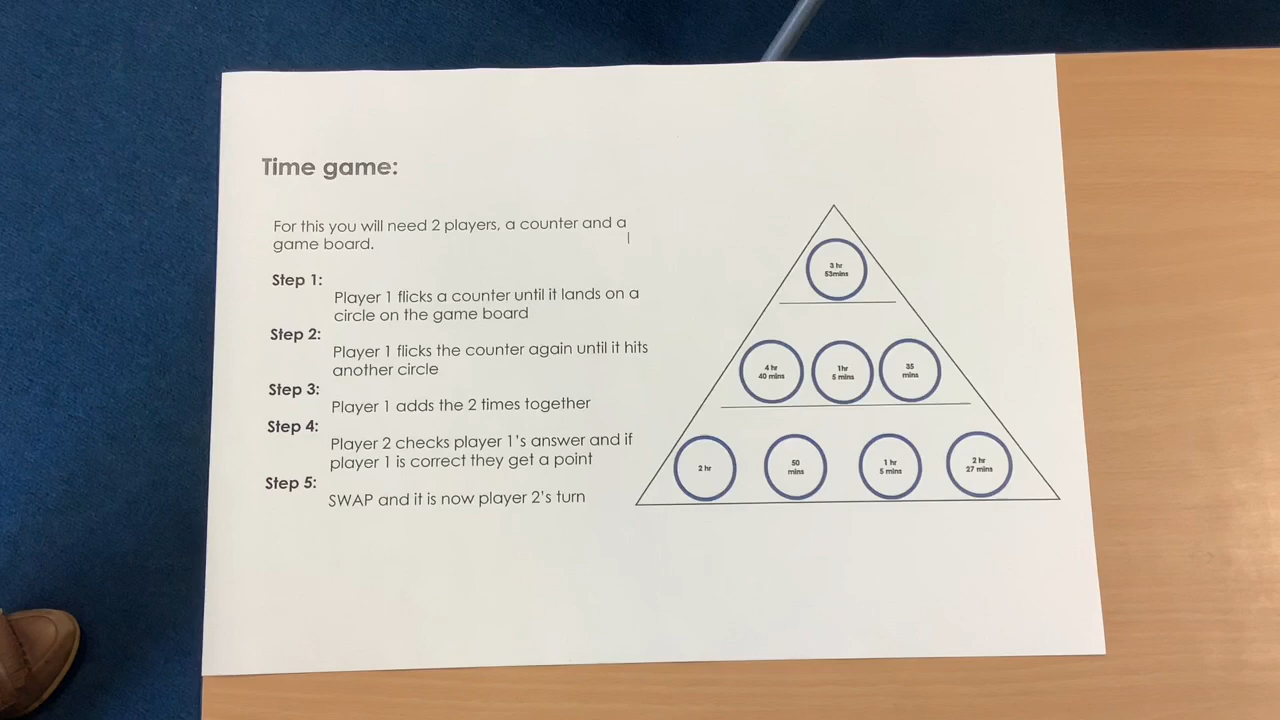 Time game:
For this you will need 2 players, a counter and a
game board.
Step 1:
Player 1 flicks a counter until it lands on a
circle on the game board
Step 2:
Player 1 flicks the counter again until it hits
another circle
Step 3:
Player 1 adds the 2 times together
Step 4:
Player 2 checks player 1's answer and if
player 1 is correct they get a point
Step 5:
SWAP and it is now player 2's turn
3 hr
53mins
4 hr
40 mins
1hr
5 mins
35
mins
2 hr
50
mins
1 hr
5 mins
2 hr
27 mins